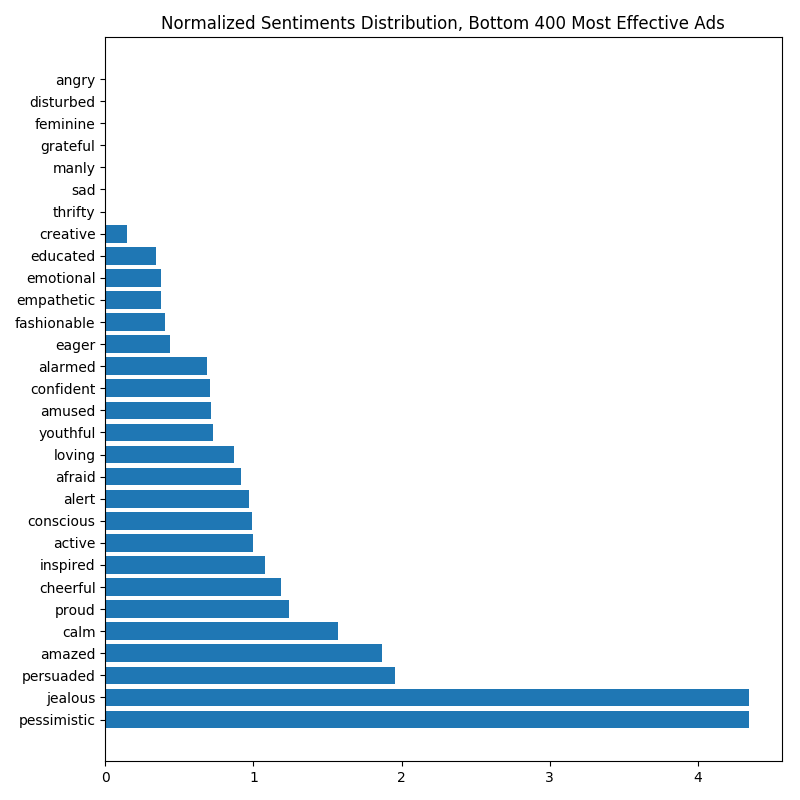 Normalized Sentiments Distribution, Bottom 400 Most Effective Ads
angry
disturbed
feminine
grateful
manly
sad
thrifty
creative
educated
emotional
empathetic
fashionable
eager
alarmed
confident
amused
youthful
loving
afraid
alert
conscious
active
inspired
cheerful
proud
calm
amazed
persuaded
jealous
pessimistic
0 1 2 3 4